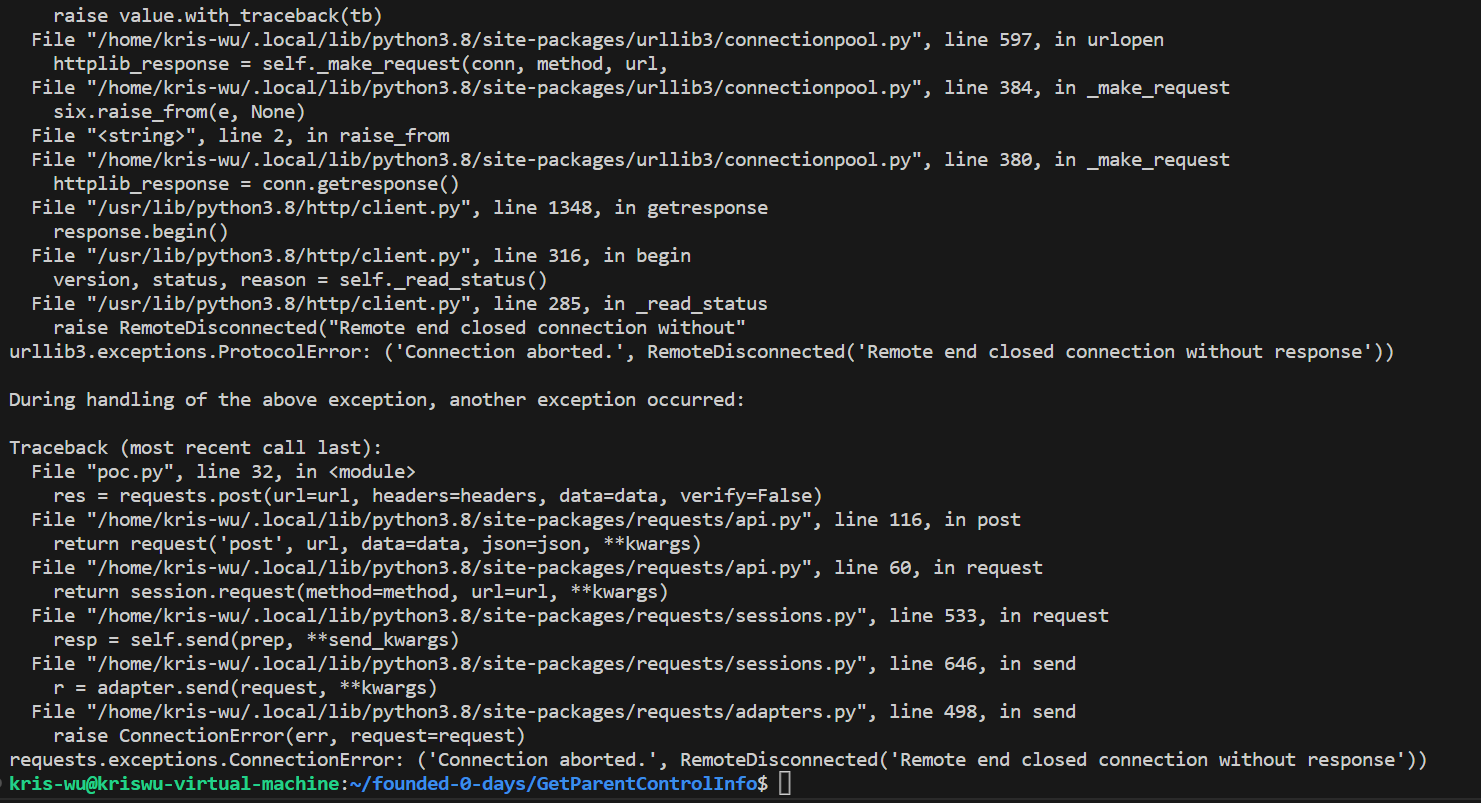 raise value.with_traceback(tb)
File "/home/kris-wu/.local/lib/python3.8/site-packages/urllib3/connectionpool.py", line 597, in urlopen
httplib_response = self._make_request(conn, method, url,
File "/home/kris-wu/.local/lib/python3.8/site-packages/urllib3/connectionpool.py", line 384, in _make_request
six.raise_from(e, None)
File "<string>", line 2, in raise_from
File "/home/kris-wu/.local/lib/python3.8/site-packages/urllib3/connectionpool.py", line 380, in _make_request
httplib_response = conn.getresponse()
File "/usr/lib/python3.8/http/client.py", line 1348, in getresponse
response.begin()
File "/usr/lib/python3.8/http/client.py", line 316, in begin
version, status, reason = self._read_status()
File "/usr/lib/python3.8/http/client.py", line 285, in _read_status
raise RemoteDisconnected("Remote end closed connection without"
urllib3.exceptions.ProtocolError: ('Connection aborted.', RemoteDisconnected('Remote end closed connection without response'))
During handling of the above exception, another exception occurred:
Traceback (most recent call last):
File "poc.py", line 32, in <module>
res = requests.post(url=url, headers=headers, data=data, verify=False)
File "/home/kris-wu/.local/lib/python3.8/site-packages/requests/api.py", line 116, in post
return request('post', url, data=data, json=json, **kwargs)
File "/home/kris-wu/.local/lib/python3.8/site-packages/requests/api.py", line 60, in request
return session.request(method=method, url=url, **kwargs)
File "/home/kris-wu/.local/lib/python3.8/site-packages/requests/sessions.py", line 533, in request
resp = self.send(prep, **send_kwargs)
File "/home/kris-wu/.local/lib/python3.8/site-packages/requests/sessions.py", line 646, in send
r = adapter.send(request, **kwargs)
File "/home/kris-wu/.local/lib/python3.8/site-packages/requests/adapters.py", line 498, in send
raise ConnectionError(err, request=request)
requests.exceptions.ConnectionError: ('Connection aborted.', RemoteDisconnected('Remote end closed connection without response'))
kris-wu@kriswu-virtual-machine:~/founded-0-days/GetParentControlInfo$